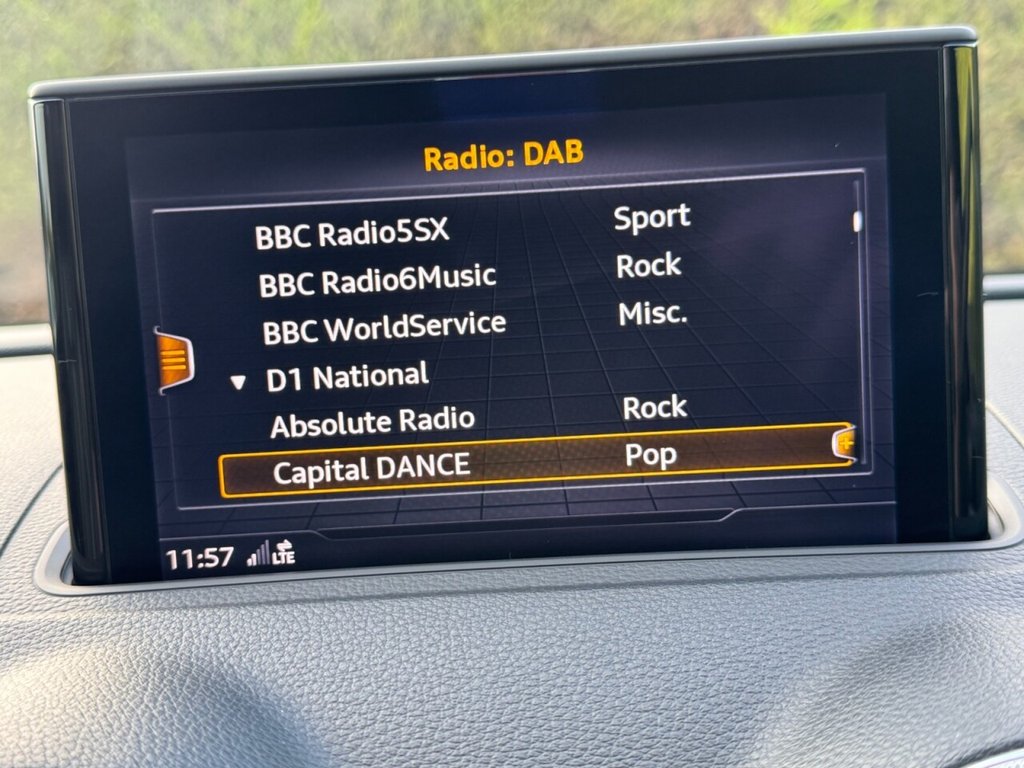 Radio: DAB
BBC Radio5SX Sport
BBC Radio6Music Rock
BBC WorldService Misc.
D1 National
Absolute Radio Rock
Capital DANCE Pop
11:57 LTE